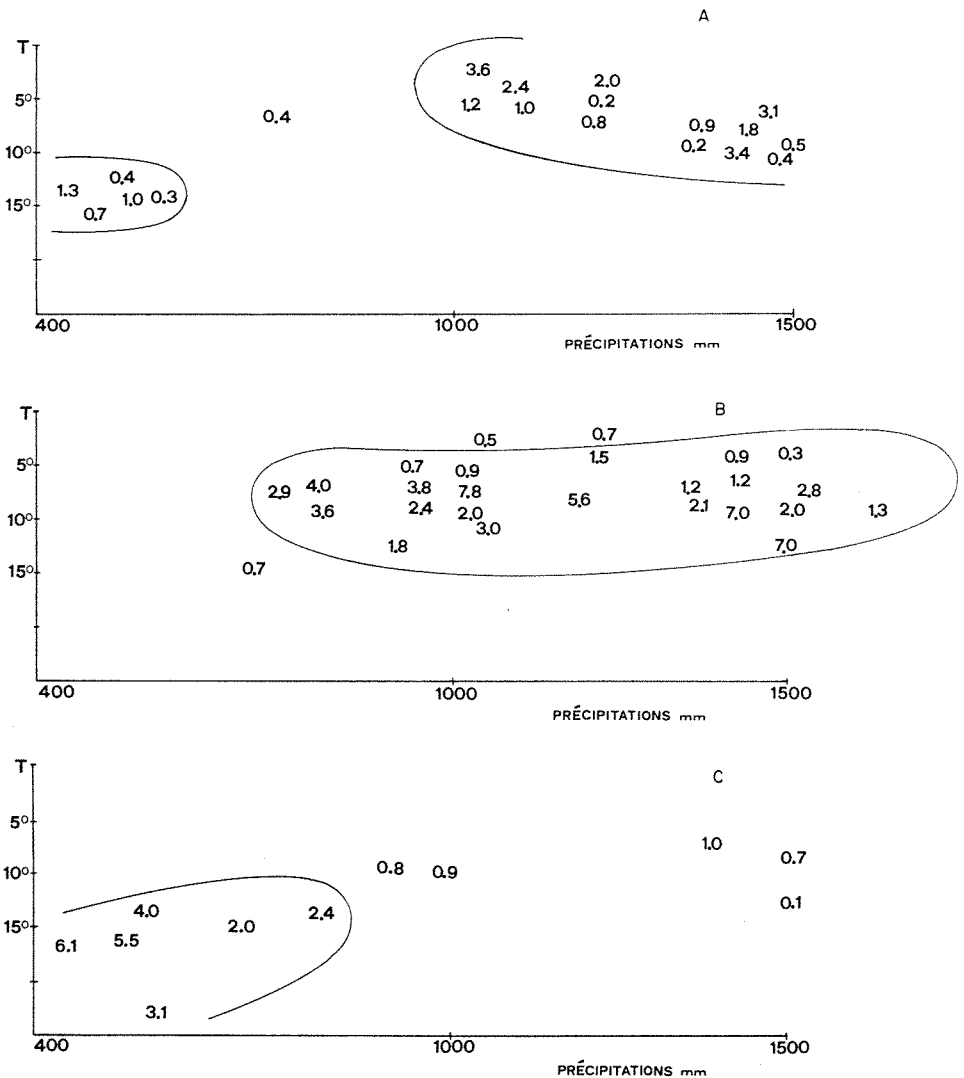 A
T
3.6
2.4 2.0
5° 1.2 1.0 0.2 3.1
0.4 0.8 0.9 1.8
10° 0.2 3.4 0.5
0.4
0.4
1.3 1.0 0.3
15° 0.7
400 1000 1500
PRÉCIPITATIONS mm
B
T
0.5 0.7
5° 0.7 0.9 1.5 0.9 0.3
2.9 4.0 3.8 7.8 5.6 1.2 1.2 2.8
10° 3.6 2.4 2.0 2.1 7.0 2.0 1.3
3.0
1.8 7.0
15° 0.7
400 1000 1500
PRÉCIPITATIONS mm
C
T
5°
1.0
10° 0.8 0.9 0.7
4.0 2.4 0.1
15° 2.0
6.1 5.5
3.1
400 1000 1500
PRÉCIPITATIONS mm